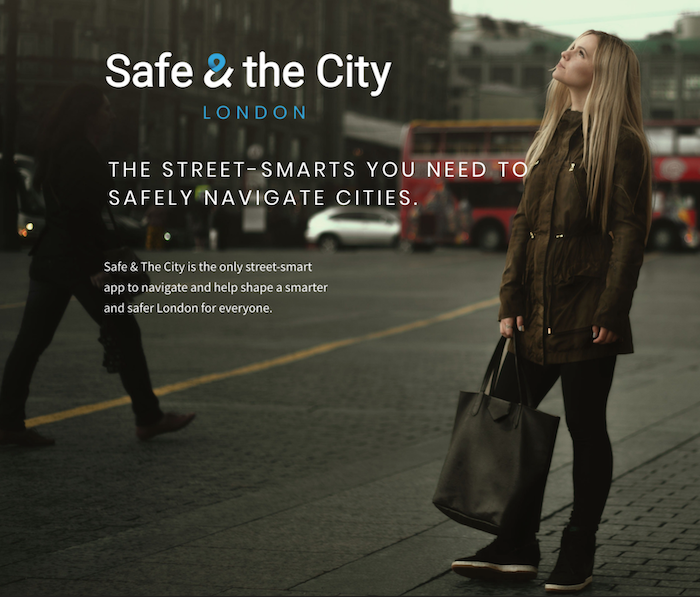 Safe & the City
LONDON
THE STREET-SMARTS YOU NEED TO
SAFELY NAVIGATE CITIES.
Safe & The City is the only street-smart
app to navigate and help shape a smarter
and safer London for everyone.